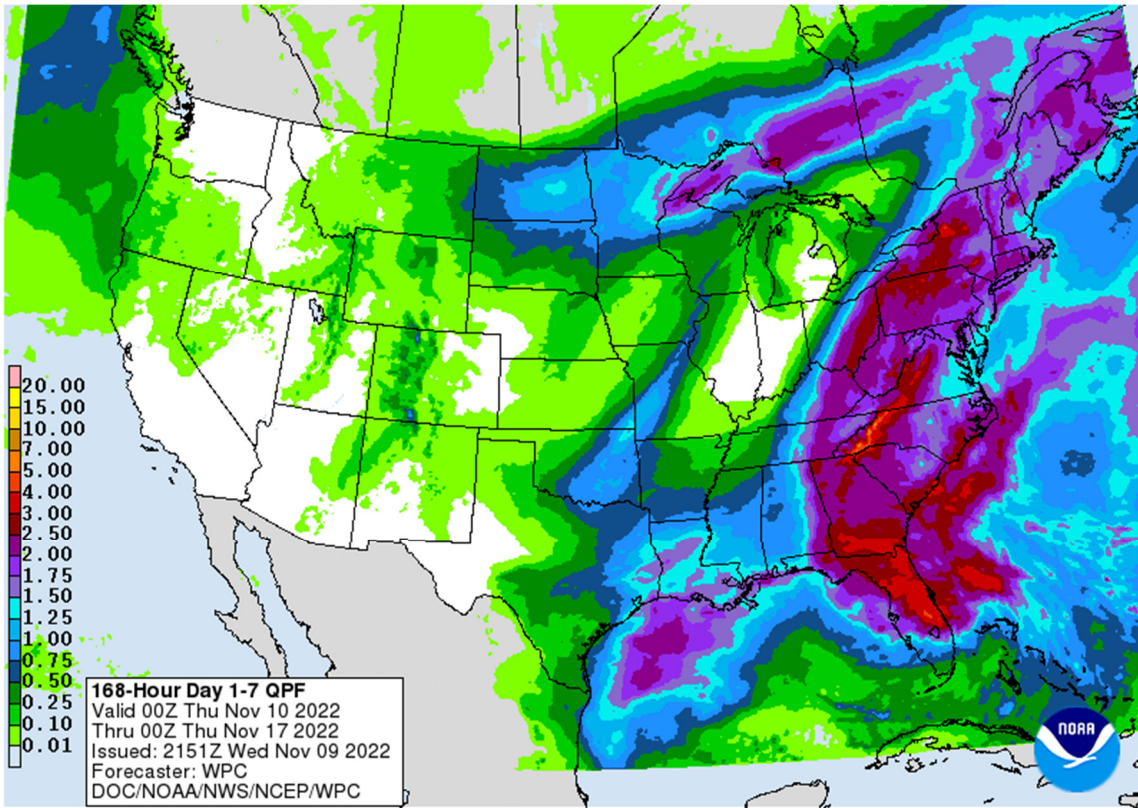 20.00
15.00
10.00
7.00
5.00
4.00
3.00
2.50
2.00
1.75
1.50
1.25
1.00
0.75
0.50
0.25
0.10
0.01
168-Hour Day 1-7 QPF
Valid 00Z Thu Nov 10 2022
Thru 00Z Thu Nov 17 2022
Issued: 2151Z Wed Nov 09 2022
Forecaster: WPC
DOC/NOAA/NWS/NCEP/WPC
NOAA